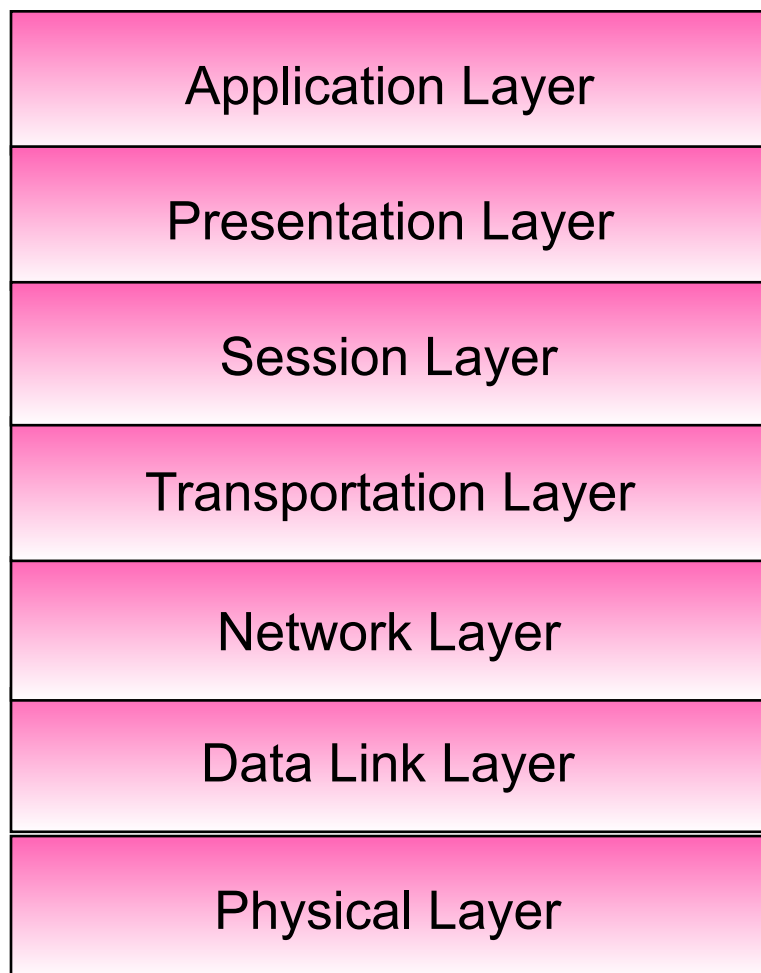 Application Layer
Presentation Layer
Session Layer
Transportation Layer
Network Layer
Data Link Layer
Physical Layer